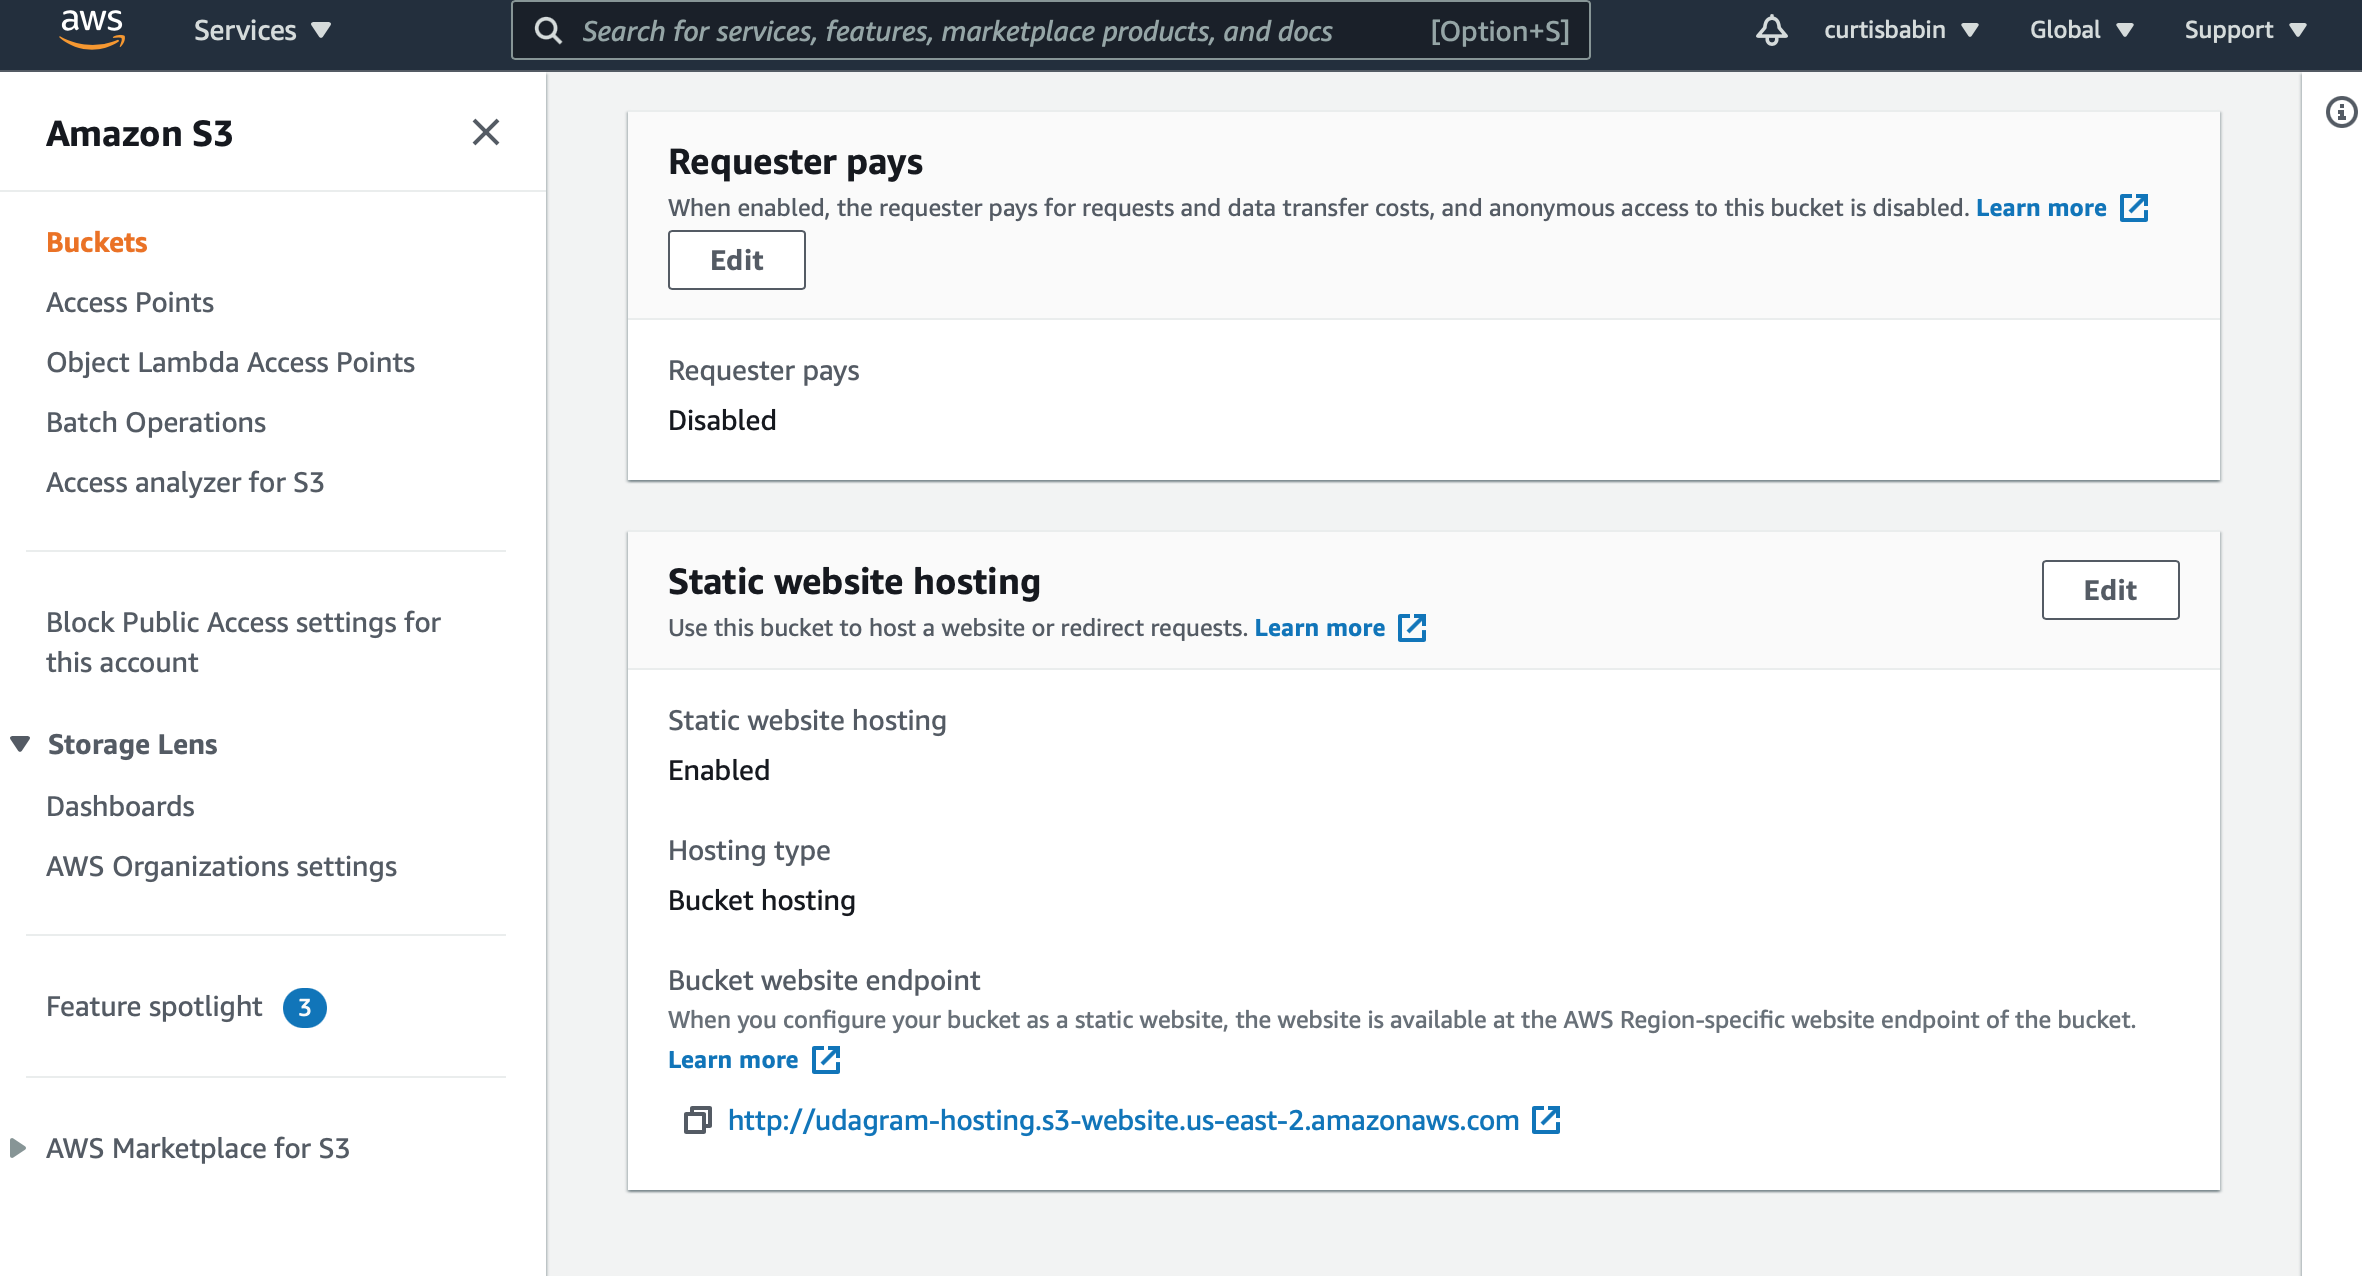 aws
Services
Search for services, features, marketplace products, and docs
[Option+S]
curtisbabin
Global
Support
Amazon S3
Buckets
Access Points
Object Lambda Access Points
Batch Operations
Access analyzer for S3
Block Public Access settings for
this account
Storage Lens
Dashboards
AWS Organizations settings
Feature spotlight 3
AWS Marketplace for S3
Requester pays
When enabled, the requester pays for requests and data transfer costs, and anonymous access to this bucket is disabled. Learn more
Edit
Requester pays
Disabled
Static website hosting
Use this bucket to host a website or redirect requests. Learn more
Edit
Static website hosting
Enabled
Hosting type
Bucket hosting
Bucket website endpoint
When you configure your bucket as a static website, the website is available at the AWS Region-specific website endpoint of the bucket.
Learn more
http://udagram-hosting.s3-website.us-east-2.amazonaws.com